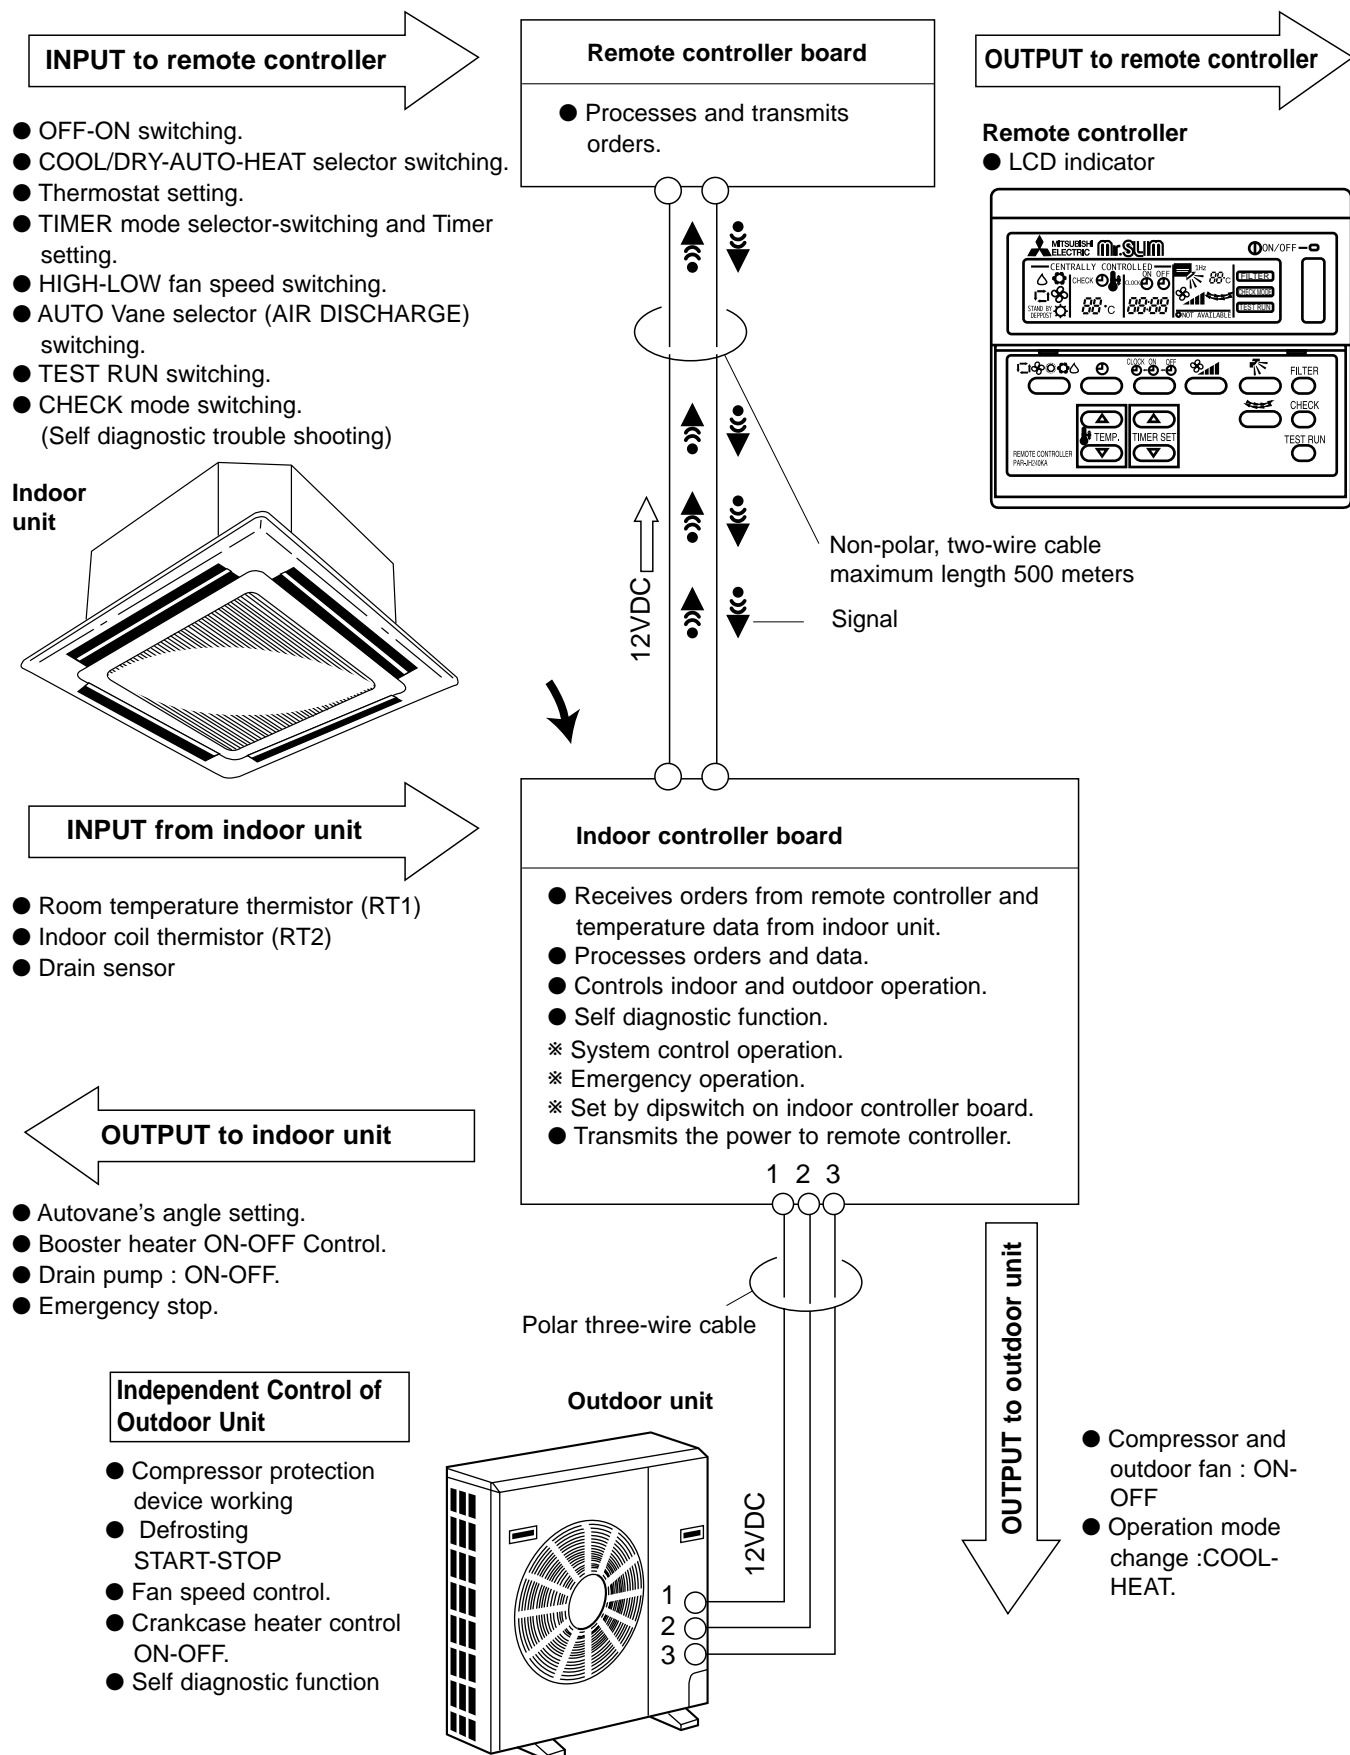 INPUT to remote controller
● OFF-ON switching.
● COOL/DRY-AUTO-HEAT selector switching.
● Thermostat setting.
● TIMER mode selector-switching and Timer
setting.
● HIGH-LOW fan speed switching.
● AUTO Vane selector (AIR DISCHARGE)
switching.
● TEST RUN switching.
● CHECK mode switching.
(Self diagnostic trouble shooting)
Remote controller board
● Processes and transmits
orders.
OUTPUT to remote controller
Remote controller
● LCD indicator
MITSUBISHI
ELECTRIC
Mr.SLIM
ON/OFF
CENTRALLY CONTROLLED
ON OFF
1Hz
88°C
FILTER
CHECK
CLOCK
CHECK MODE
STAND BY
DEFROST
88°C
88:88
NOT AVAILABLE
TEST RUN
CLOCK ON OFF
FILTER
CHECK
TEMP.
TIMER SET
TEST RUN
REMOTE CONTROLLER
PAR-JH240KA
Indoor
unit
12VDC
Non-polar, two-wire cable
maximum length 500 meters
Signal
INPUT from indoor unit
● Room temperature thermistor (RT1)
● Indoor coil thermistor (RT2)
● Drain sensor
Indoor controller board
● Receives orders from remote controller and
temperature data from indoor unit.
● Processes orders and data.
● Controls indoor and outdoor operation.
● Self diagnostic function.
※ System control operation.
※ Emergency operation.
※ Set by dipswitch on indoor controller board.
● Transmits the power to remote controller.
1 2 3
OUTPUT to indoor unit
● Autovane’s angle setting.
● Booster heater ON-OFF Control.
● Drain pump : ON-OFF.
● Emergency stop.
Polar three-wire cable
Independent Control of
Outdoor Unit
● Compressor protection
device working
● Defrosting
START-STOP
● Fan speed control.
● Crankcase heater control
ON-OFF.
● Self diagnostic function
Outdoor unit
12VDC
1
2
3
OUTPUT to outdoor unit
● Compressor and
outdoor fan : ON-
OFF
● Operation mode
change :COOL-
HEAT.